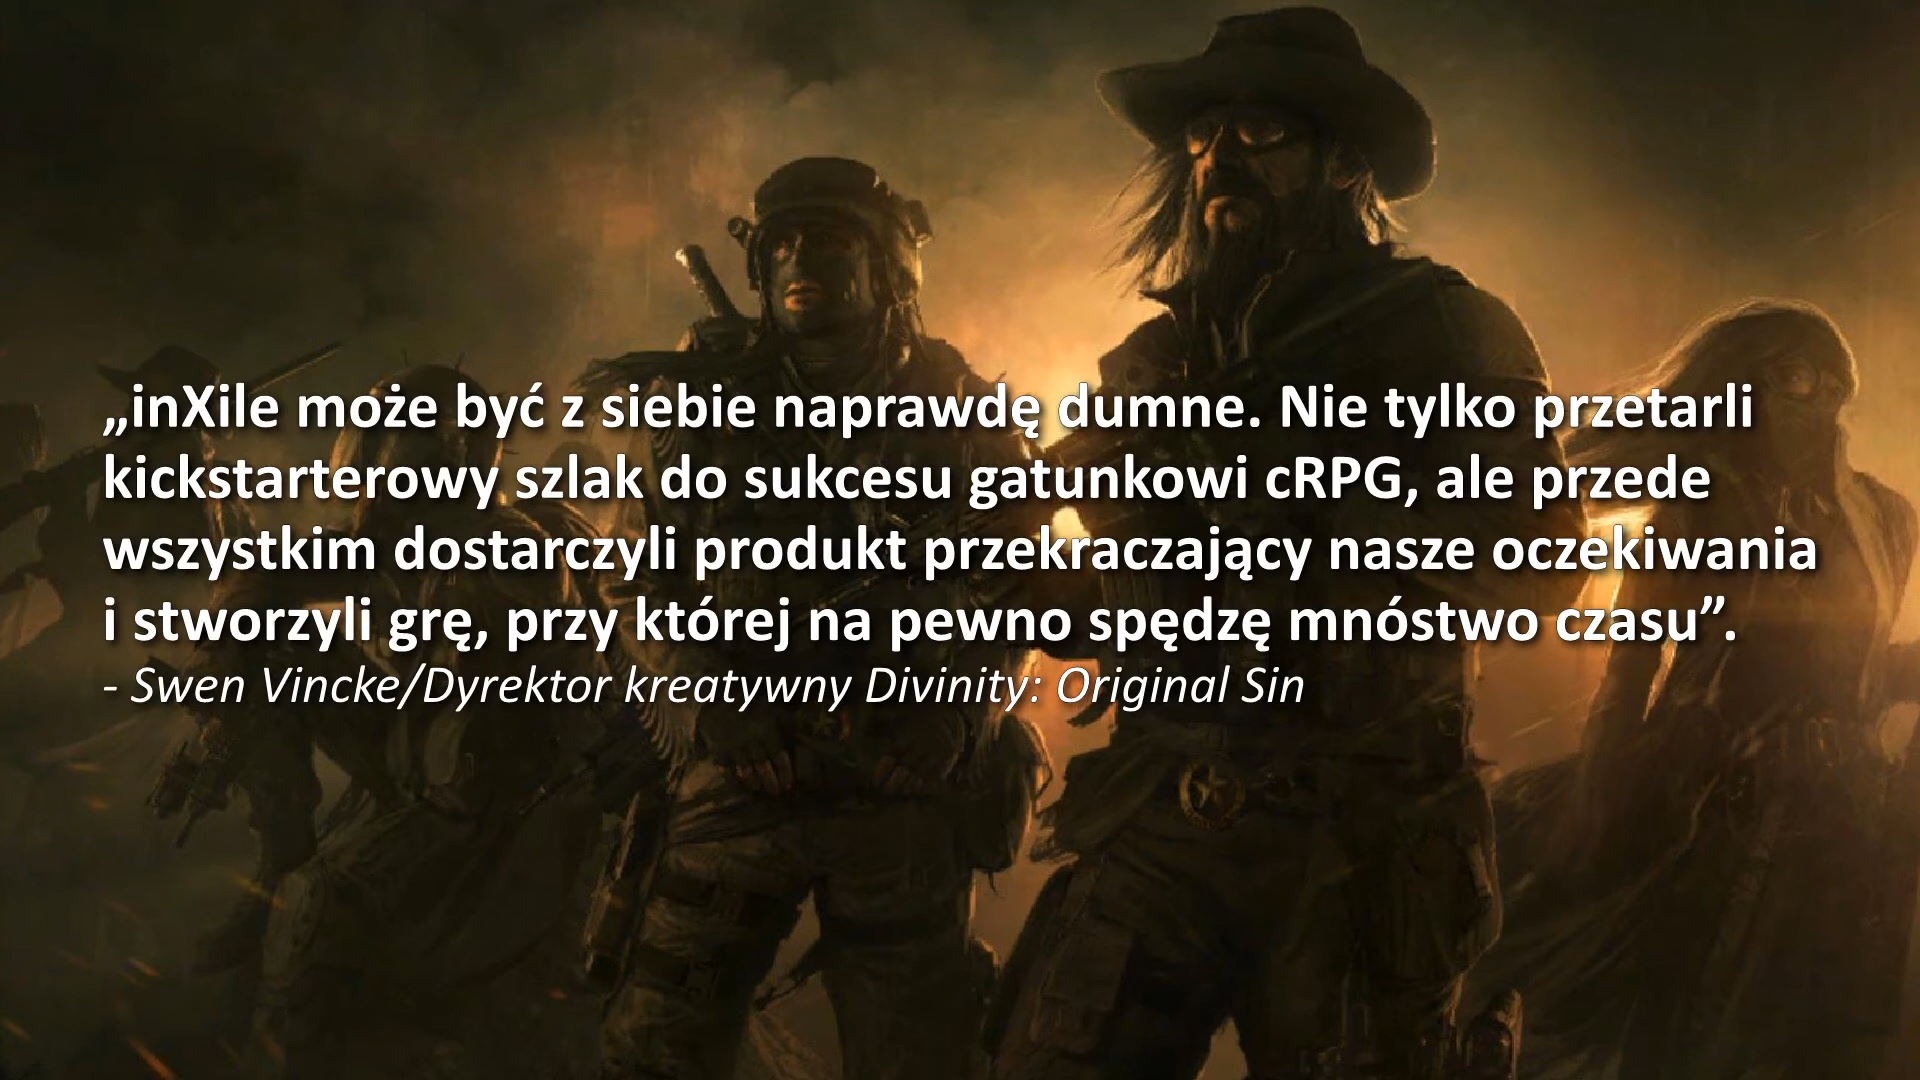 „inXile może być z siebie naprawdę dumne. Nie tylko przetarli
kickstarterowy szlak do sukcesu gatunkowi cRPG, ale przede
wszystkim dostarczyli produkt przekraczający nasze oczekiwania
i stworzyli grę, przy której na pewno spędzę mnóstwo czasu”.
- Swen Vincke/Dyrektor kreatywny Divinity: Original Sin